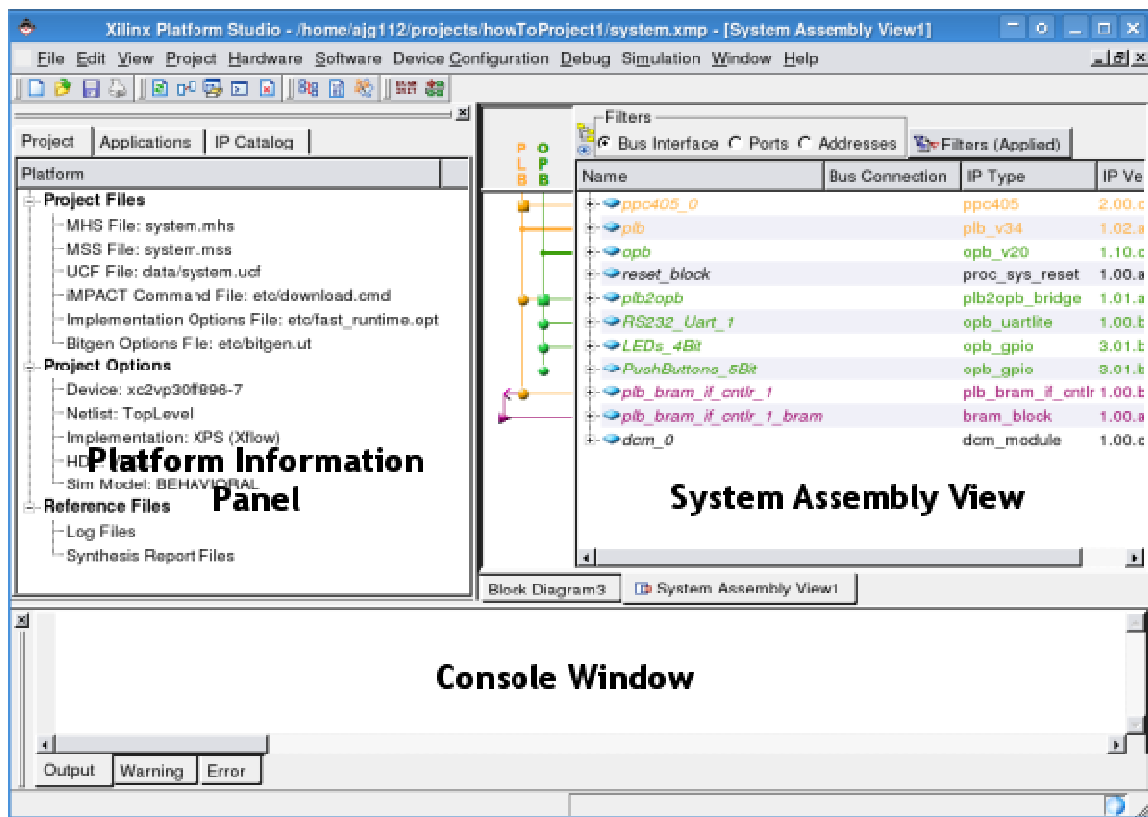 Xilinx Platform Studio - /home/ajg112/projects/howToProject1/system.xmp - [System Assembly View1]
File Edit View Project Hardware Software Device Configuration Debug Simulation Window Help
Project Applications IP Catalog
Platform
Project Files
MHS File: system.mhs
MSS File: system.mss
UCF File: data/system.ucf
iMPACT Command File: etc/download.cmd
Implementation Options File: etc/fast_runtime.opt
Bitgen Options File: etc/bitgen.ut
Project Options
Device: xc2vp30ff896-7
Netlist: TopLevel
Implementation: XPS (Xflow)
Sim Model: BEHAVIORAL
Reference Files
Log Files
Synthesis Report Files
Platform Information
Panel
PLB OPB
Filters
Bus Interface Ports Addresses Filters (Applied)
Name Bus Connection IP Type IP Ve
ppc405_0 ppc405 2.00.c
plb plb_v34 1.02.a
opb opb_v20 1.10.c
reset_block proc_sys_reset 1.00.a
plb2opb plb2opb_bridge 1.01.a
RS232_Uart_1 opb_uartlite 1.00.b
LEDs_4Bit opb_gpio 3.01.b
PushButtons_5Bit opb_gpio 3.01.b
plb_bram_if_cntlr_1 plb_bram_if_cntlr 1.00.b
plb_bram_if_cntlr_1_bram bram_block 1.00.a
dcm_0 dcm_module 1.00.c
System Assembly View
Block Diagram3 System Assembly View1
Console Window
Output Warning Error